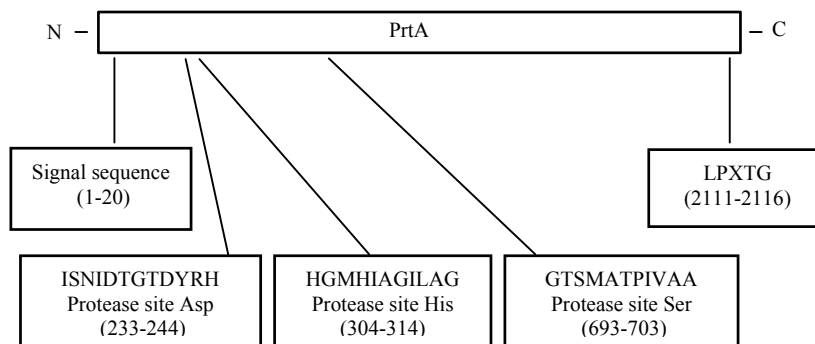 N – PrtA – C
Signal sequence
(1-20)
LPXTG
(2111-2116)
ISNIDTGTDYRH
Protease site Asp
(233-244)
HGMHIAGILAG
Protease site His
(304-314)
GTSMATPIVAA
Protease site Ser
(693-703)